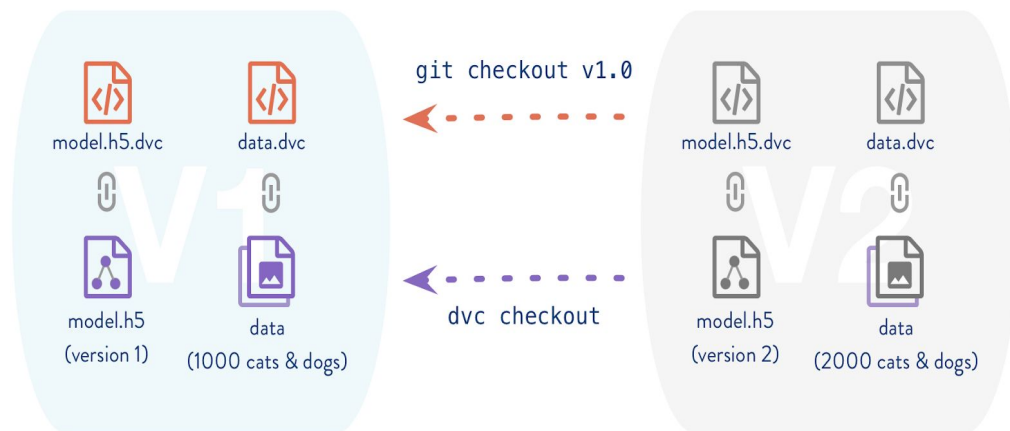 git checkout v1.0
model.h5.dvc
data.dvc
V1
model.h5
(version 1)
data
(1000 cats & dogs)
dvc checkout
model.h5.dvc
data.dvc
V2
model.h5
(version 2)
data
(2000 cats & dogs)